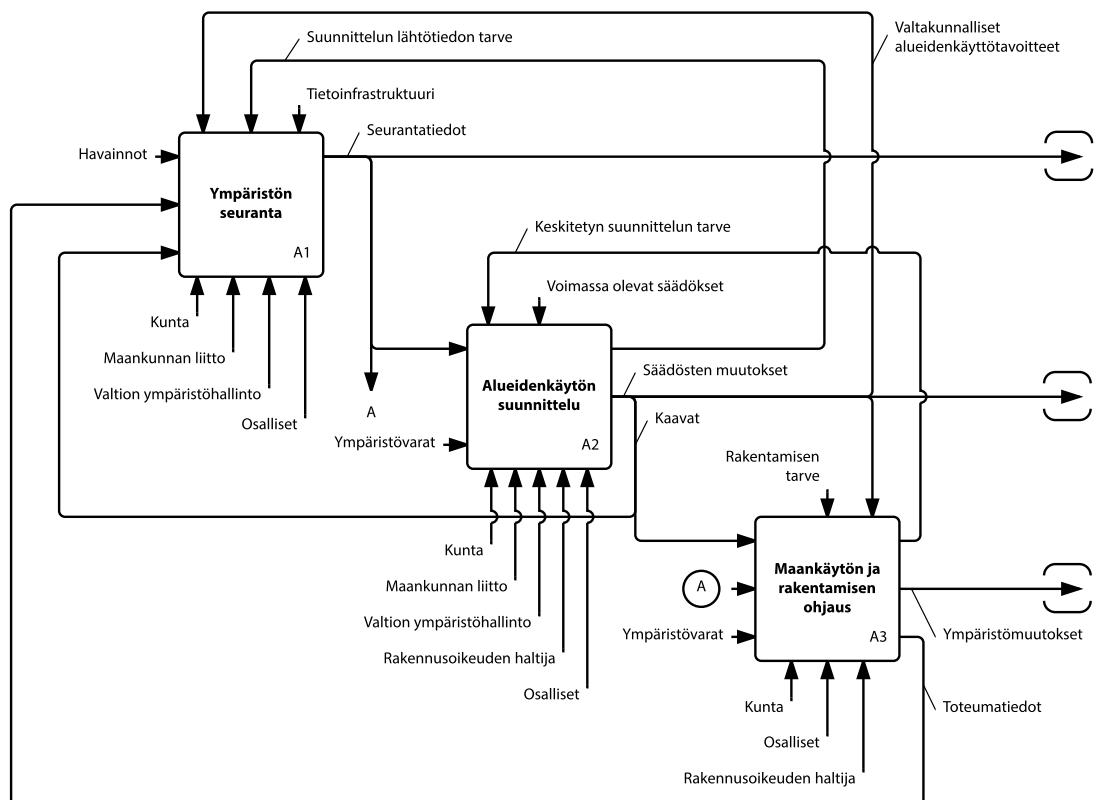 Valtakunnalliset
alueidenkäyttötavoitteet
Suunnittelun lähtötiedon tarve
Tietoinfrastruktuuri
Seurantatiedot
Havainnot
Ympäristön
seuranta
A1
Kunta
Maankunnan liitto
Valtion ympäristöhallinto
Osalliset
A
Keskitetyn suunnittelun tarve
Voimassa olevat säädökset
Alueidenkäytön
suunnittelu
A2
Säädösten muutokset
Kaavat
Ympäristövarat
Kunta
Maankunnan liitto
Valtion ympäristöhallinto
Rakennusoikeuden haltija
Osalliset
Rakentamisen
tarve
Maankäytön ja
rakentamisen
ohjaus
A3
A
Ympäristövarat
Ympäristömuutokset
Toteumatiedot
Kunta
Osalliset
Rakennusoikeuden haltija